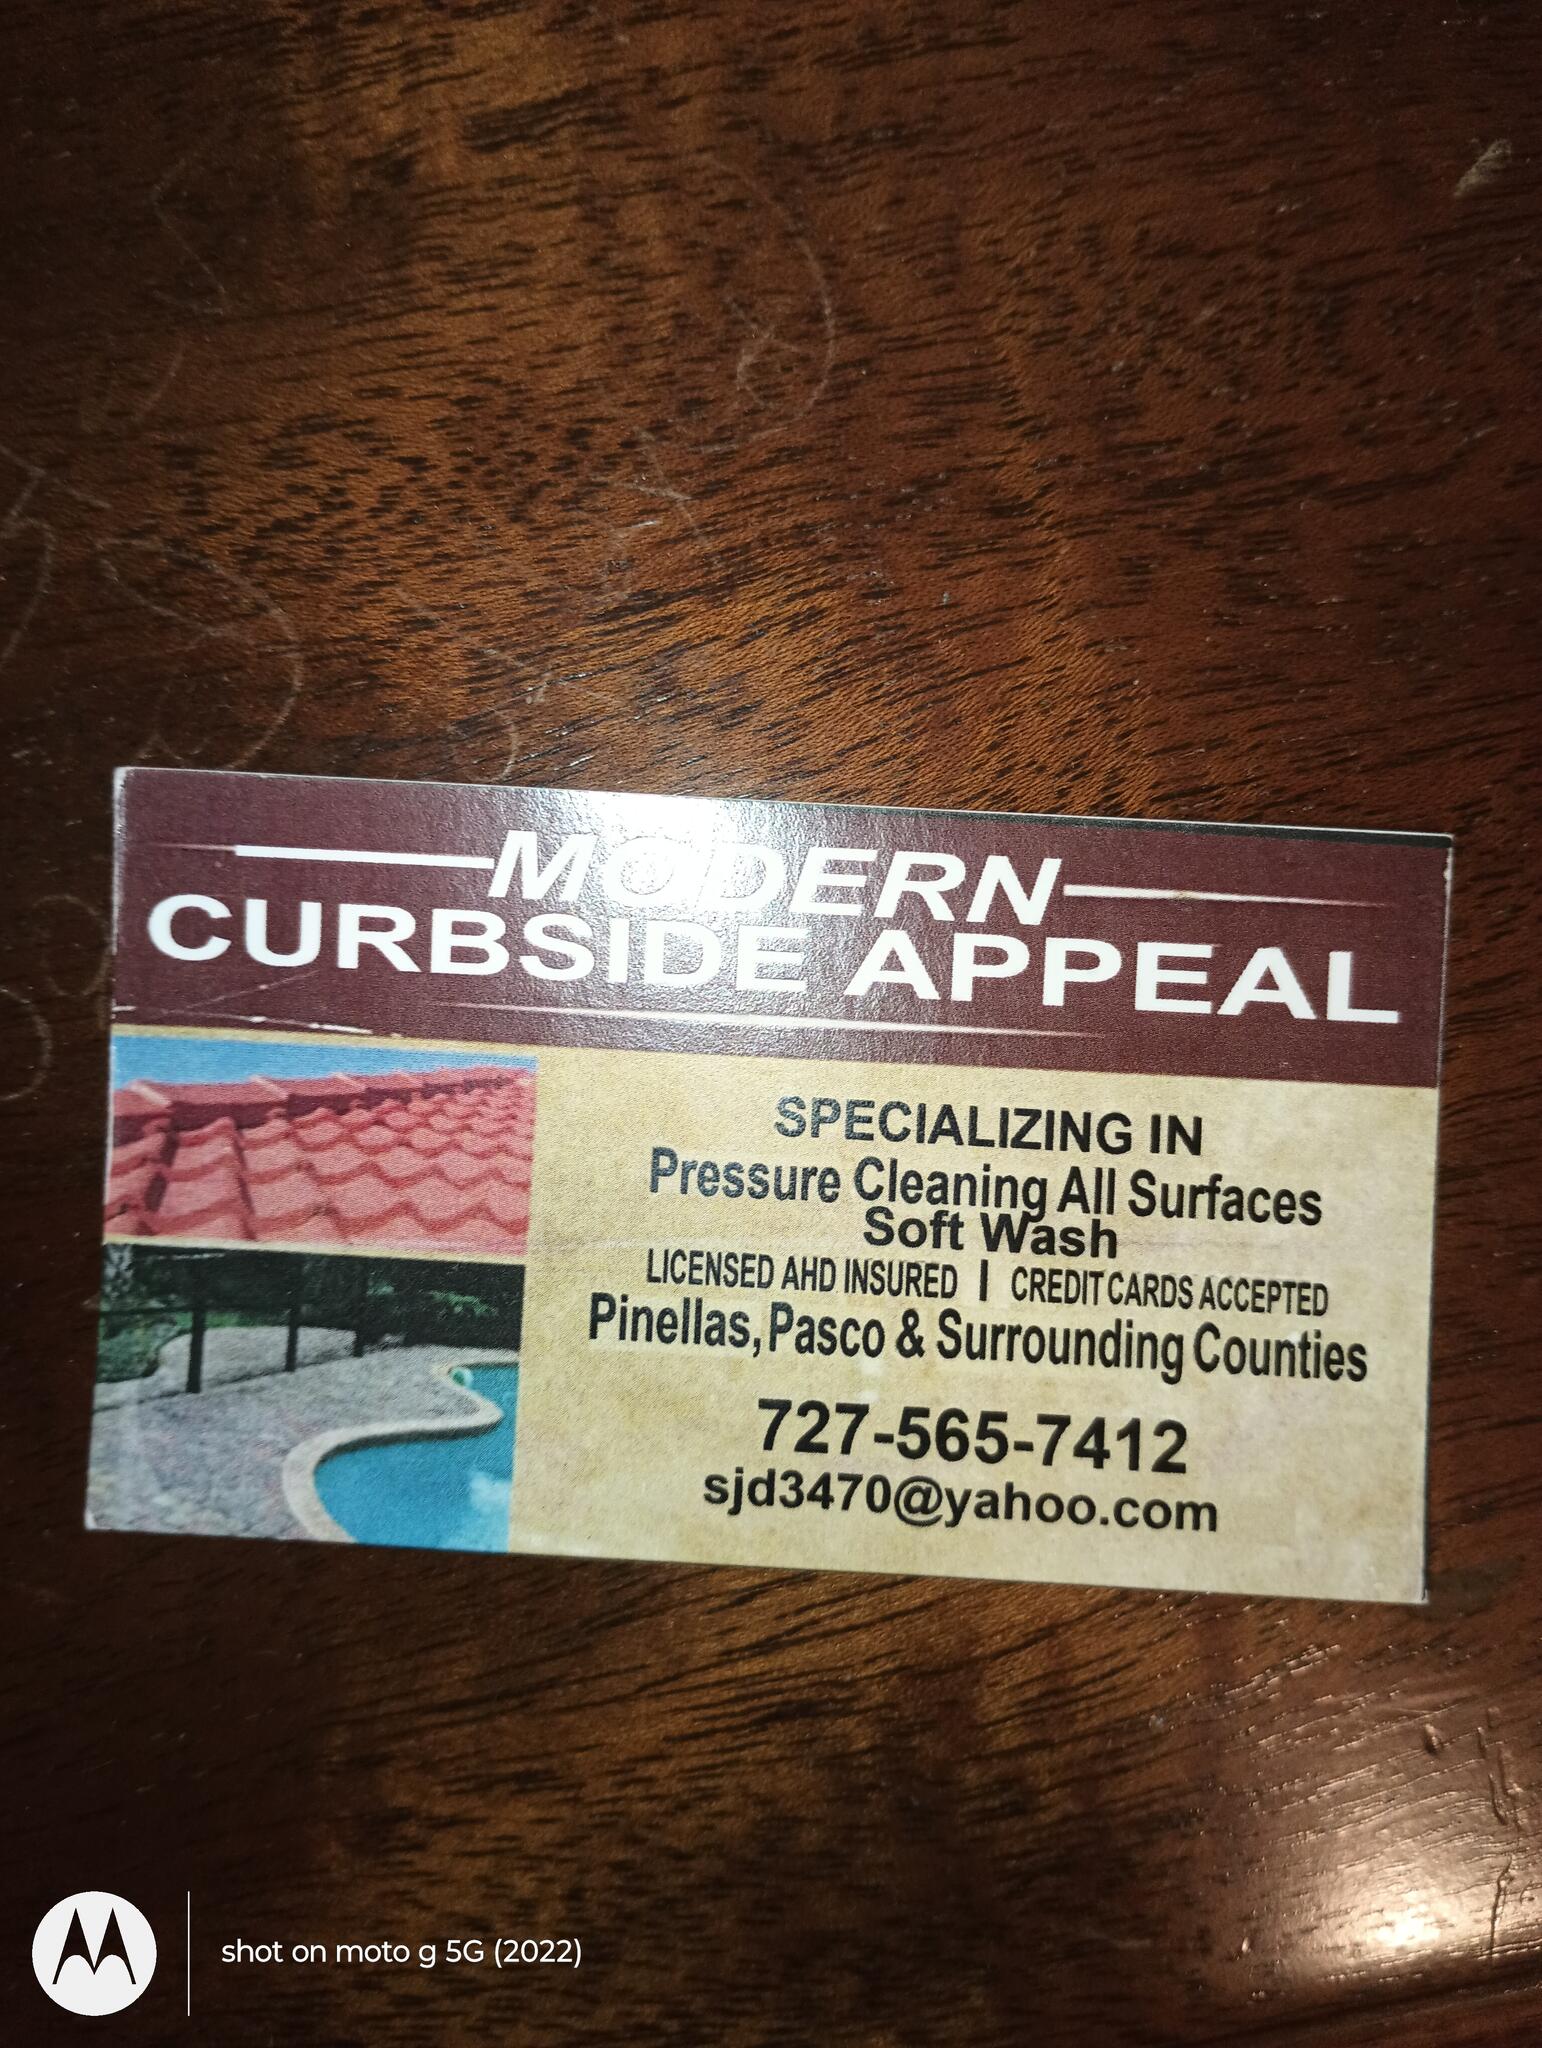 MODERN
CURBSIDE APPEAL
SPECIALIZING IN
Pressure Cleaning All Surfaces
Soft Wash
LICENSED AHD INSURED | CREDIT CARDS ACCEPTED
Pinellas, Pasco & Surrounding Counties
727-565-7412
sjd3470@yahoo.com
shot on moto g 5G (2022)